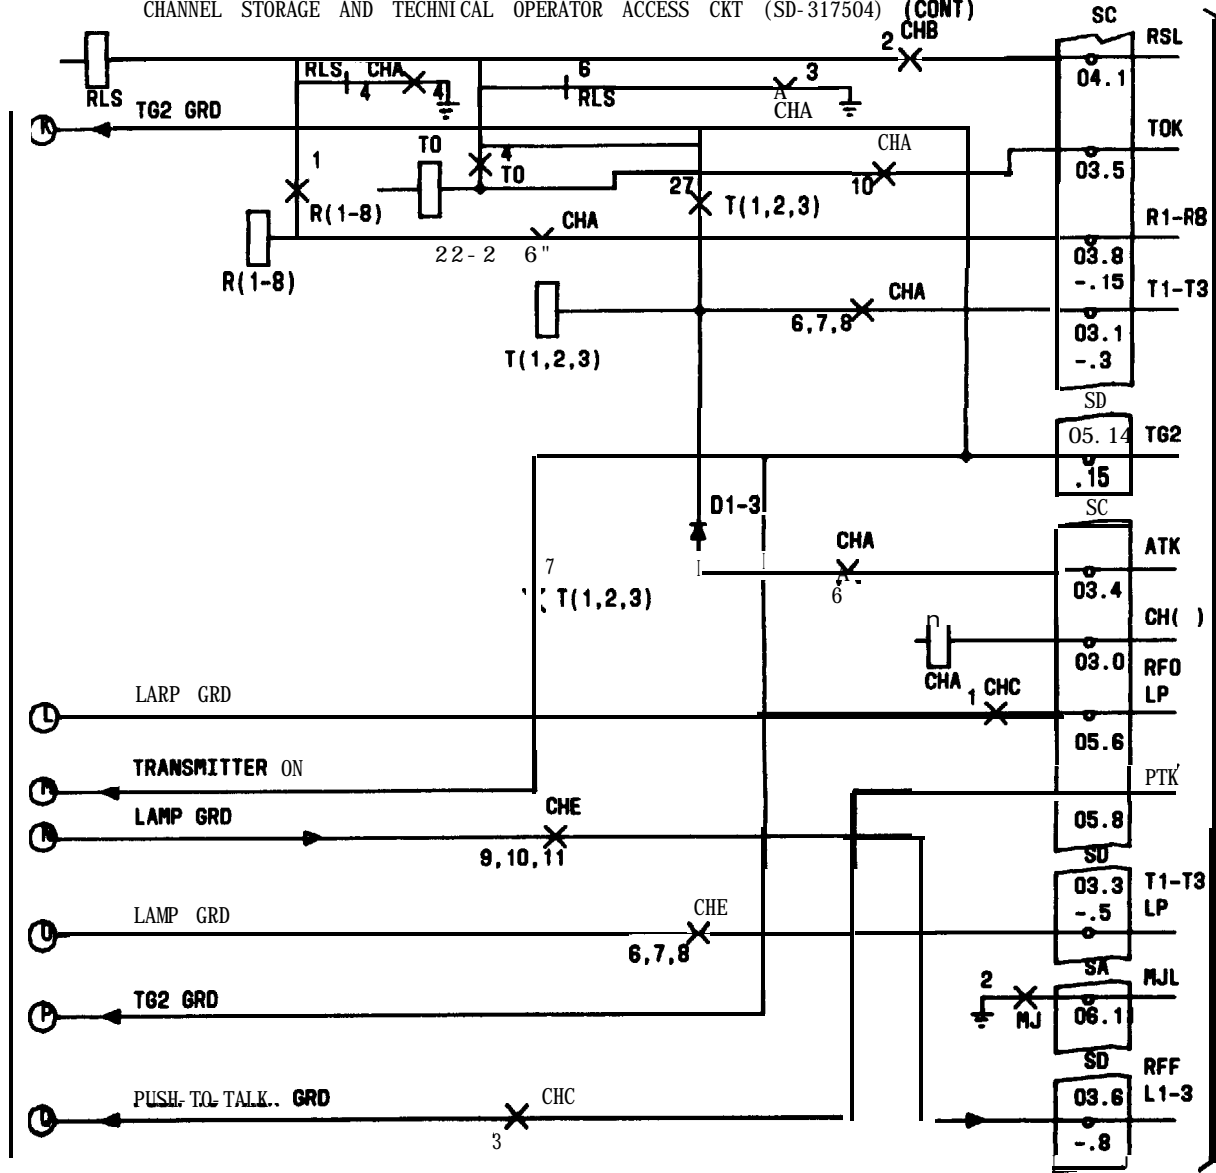 CHANNEL STORAGE AND TECHNICAL OPERATOR ACCESS CKT (SD-317504) (CONT)
SC
2 CHB
RSL
RLS CHA
4 4
6
RLS
3
A
CHA
04.1
RLS
K TG2 GRD
TO
4
TO
CHA
10
TOK
03.5
1
R(1-8)
27
T(1,2,3)
CHA
22-2 6"
R1-R8
03.8
-.15
R(1-8)
CHA
6,7,8
T1-T3
03.1
-.3
T(1,2,3)
SD
05.14 TG2
.15
SC
D1-3
CHA
A
6
ATK
03.4
7
T(1,2,3)
n
CHA
CH( )
03.0
RFO
LP
L LARP GRD
1 CHC
05.6
TRANSMITTER ON
PTK
LAMP GRD
CHE
9,10,11
05.8
SD
03.3 T1-T3
-.5 LP
LAMP GRD
CHE
6,7,8
SA
MJL
2
MJ
06.1
P TG2 GRD
SD
RFF
03.6 L1-3
-.8
PUSH-TO-TALK.. GRD
CHC
3